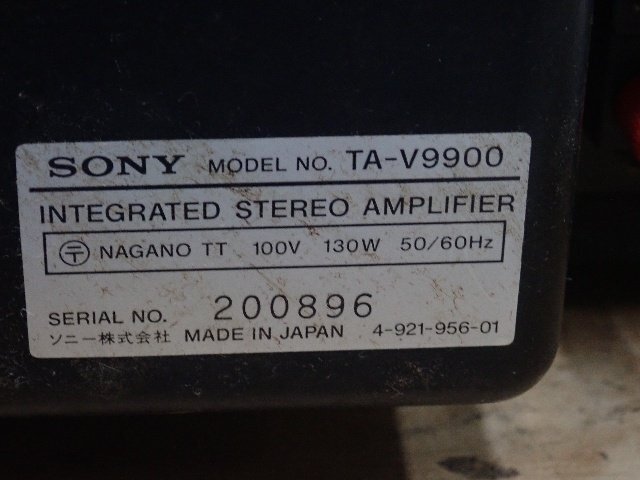 SONY MODEL NO. TA-V9900
INTEGRATED STEREO AMPLIFIER
〒 NAGANO TT 100V 130W 50/60Hz
SERIAL NO. 200896
ソニー株式会社 MADE IN JAPAN 4-921-956-01